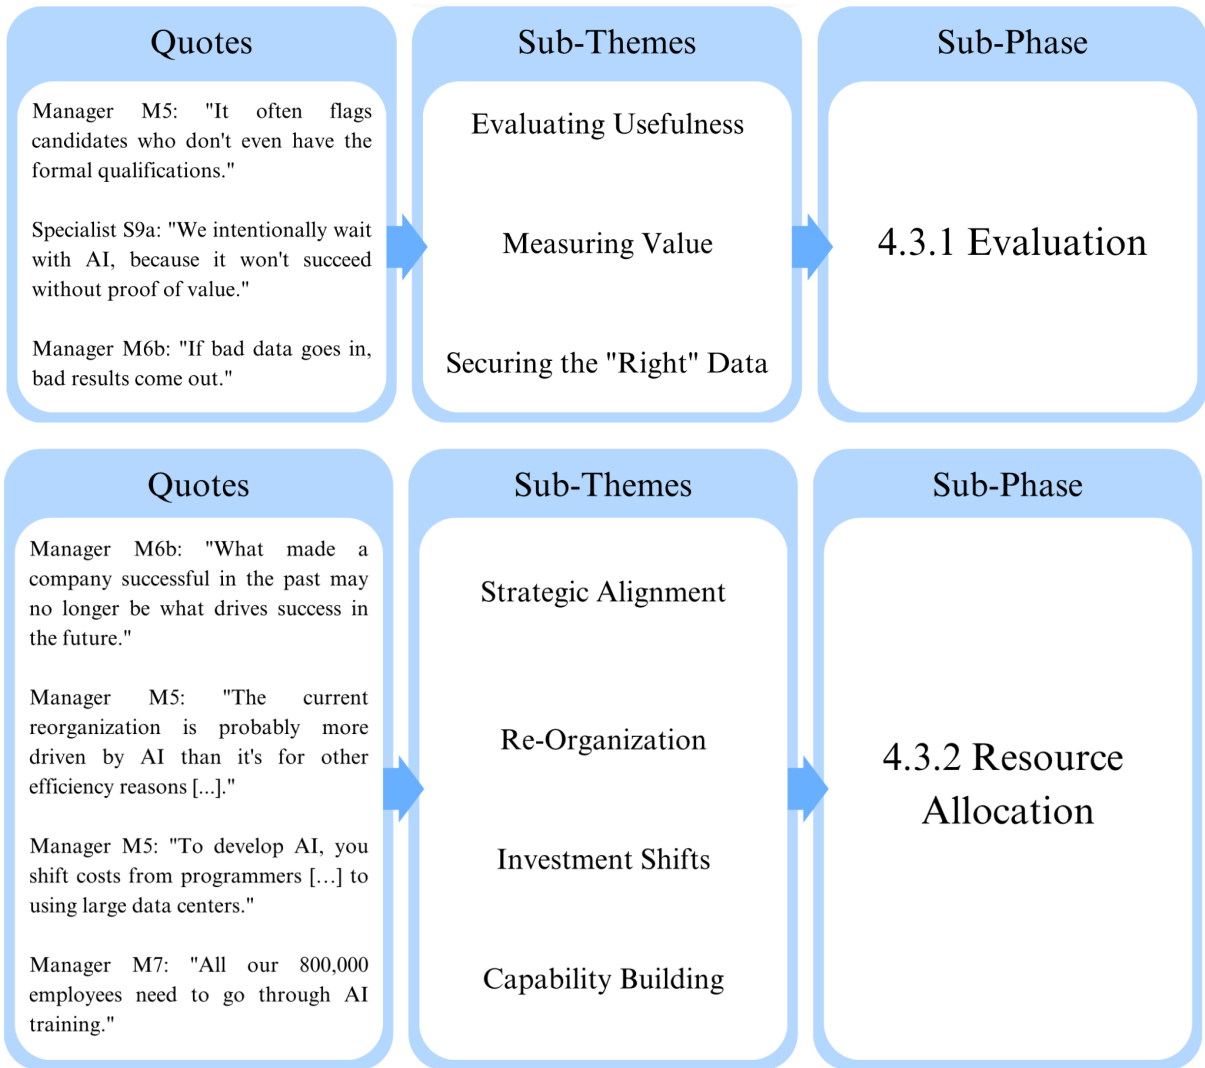 Quotes
Manager M5: "It often flags
candidates who don't even have the
formal qualifications."
Specialist S9a: "We intentionally wait
with AI, because it won't succeed
without proof of value."
Manager M6b: "If bad data goes in,
bad results come out."
Sub-Themes
Evaluating Usefulness
Measuring Value
Securing the "Right" Data
Sub-Phase
4.3.1 Evaluation
Quotes
Manager M6b: "What made a
company successful in the past may
no longer be what drives success in
the future."
Manager M5: "The current
reorganization is probably more
driven by AI than it's for other
efficiency reasons [...]."
Manager M5: "To develop AI, you
shift costs from programmers […] to
using large data centers."
Manager M7: "All our 800,000
employees need to go through AI
training."
Sub-Themes
Strategic Alignment
Re-Organization
Investment Shifts
Capability Building
Sub-Phase
4.3.2 Resource
Allocation